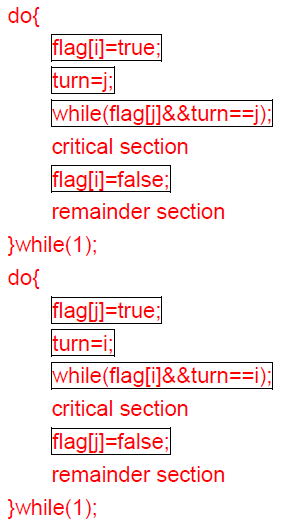 do{
flag[i]=true;
turn=j;
while(flag[j]&&turn==j);
critical section
flag[i]=false;
remainder section
}while(1);
do{
flag[j]=true;
turn=i;
while(flag[i]&&turn==i);
critical section
flag[j]=false;
remainder section
}while(1);